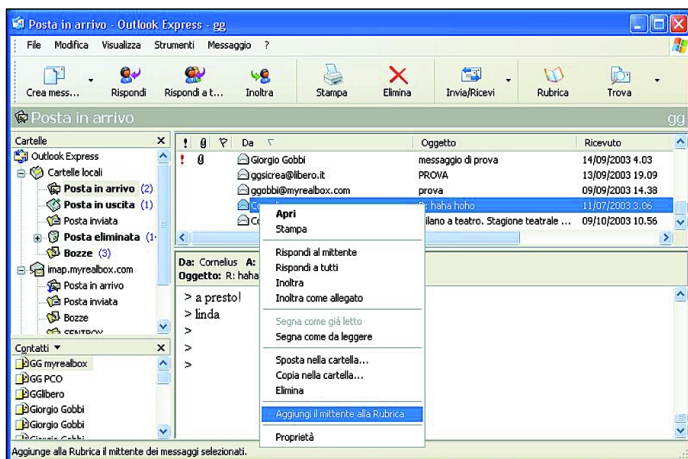 Posta in arrivo - Outlook Express - gg
File Modifica Visualizza Strumenti Messaggio ?
Crea mess... Rispondi Rispondi a t... Inoltra Stampa Elimina Invia/Ricevi Rubrica Trova
Posta in arrivo gg
Cartelle
Outlook Express
Cartelle locali
Posta in arrivo (2)
Posta in uscita (1)
Posta inviata
Posta eliminata (1
Bozze (3)
imap.myrealbox.com
Posta in arrivo
Posta inviata
Bozze
Contatti
GG myrealbox
GG PCO
GGlibero
Giorgio Gobbi
Giorgio Gobbi
! Da Oggetto Ricevuto
! Giorgio Gobbi messaggio di prova 14/09/2003 4.03
ggsicrea@libero.it PROVA 13/09/2003 19.09
ggobbi@myrealbox.com prova 09/09/2003 14.38
R: haha hoho 11/07/2003 3.06
ilano a teatro. Stagione teatrale ... 09/10/2003 10.56
Da: Cornelius A:
Oggetto: R: haha
> a presto!
> linda
>
>
>
Apri
Stampa
Rispondi al mittente
Rispondi a tutti
Inoltra
Inoltra come allegato
Segna come già letto
Segna come da leggere
Sposta nella cartella...
Copia nella cartella...
Elimina
Aggiungi il mittente alla Rubrica
Proprietà
Aggiunge alla Rubrica il mittente dei messaggi selezionati.